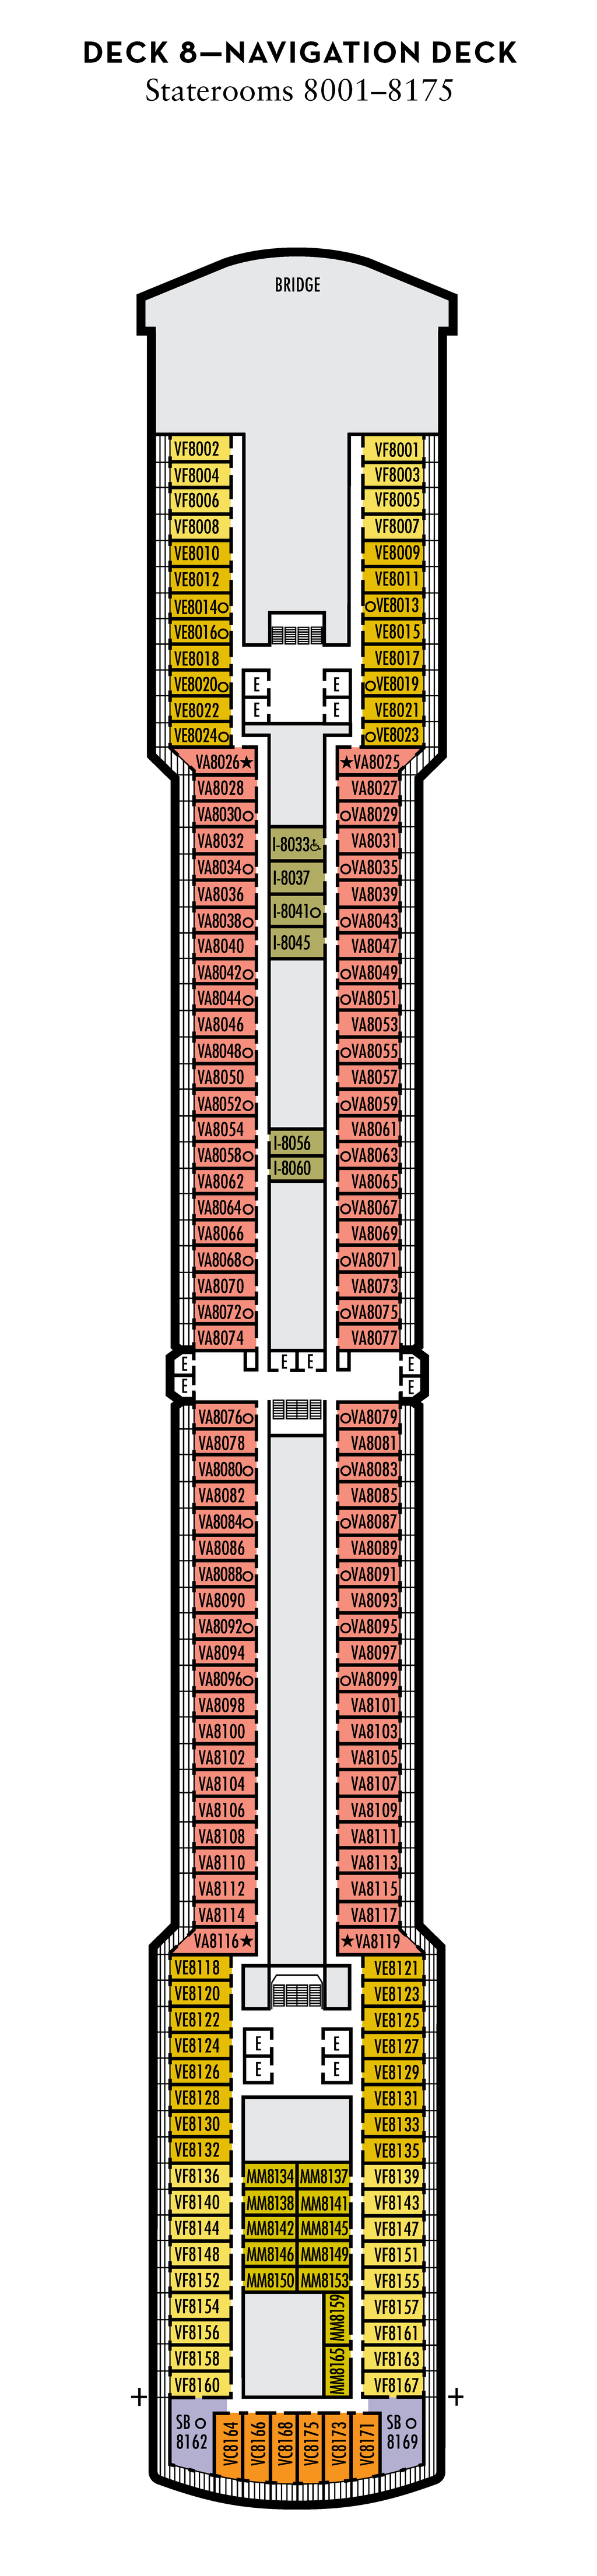 DECK 8—NAVIGATION DECK
Staterooms 8001–8175
BRIDGE
VF8002 VF8001
VF8004 VF8003
VF8006 VF8005
VF8008 VF8007
VE8010 VE8009
VE8012 VE8011
VE8014 VE8013
VE8016 VE8015
VE8018 VE8017
VE8020 E E VE8019
VE8022 E E VE8021
VE8024 VE8023
VA8026★ ★VA8025
VA8028 VA8027
VA8030 VA8029
VA8032 I-8033 VA8031
VA8034 VA8035
VA8036 I-8037 VA8039
VA8038 I-8041 VA8043
VA8040 I-8045 VA8047
VA8042 VA8049
VA8044 VA8051
VA8046 VA8053
VA8048 VA8055
VA8050 VA8057
VA8052 VA8059
VA8054 I-8056 VA8061
VA8058 I-8060 VA8063
VA8062 VA8065
VA8064 VA8067
VA8066 VA8069
VA8068 VA8071
VA8070 VA8073
VA8072 VA8075
VA8074 VA8077
E E E E
E E
VA8076 VA8079
VA8078 VA8081
VA8080 VA8083
VA8082 VA8085
VA8084 VA8087
VA8086 VA8089
VA8088 VA8091
VA8090 VA8093
VA8092 VA8095
VA8094 VA8097
VA8096 VA8099
VA8098 VA8101
VA8100 VA8103
VA8102 VA8105
VA8104 VA8107
VA8106 VA8109
VA8108 VA8111
VA8110 VA8113
VA8112 VA8115
VA8114 VA8117
VA8116★ ★VA8119
VE8118 VE8121
VE8120 VE8123
VE8122 VE8125
VE8124 E E VE8127
VE8126 E E VE8129
VE8128 VE8131
VE8130 VE8133
VE8132 VE8135
VF8136 MM8134 MM8137 VF8139
VF8140 MM8138 MM8141 VF8143
VF8144 MM8142 MM8145 VF8147
VF8148 MM8146 MM8149 VF8151
VF8152 MM8150 MM8153 VF8155
VF8154 MM8159 VF8157
VF8156 VF8161
VF8158 MM8165 VF8163
VF8160 VF8167
SB 8162 VC8164 VC8166 VC8168 VC8175 VC8173 VC8171 SB 8169